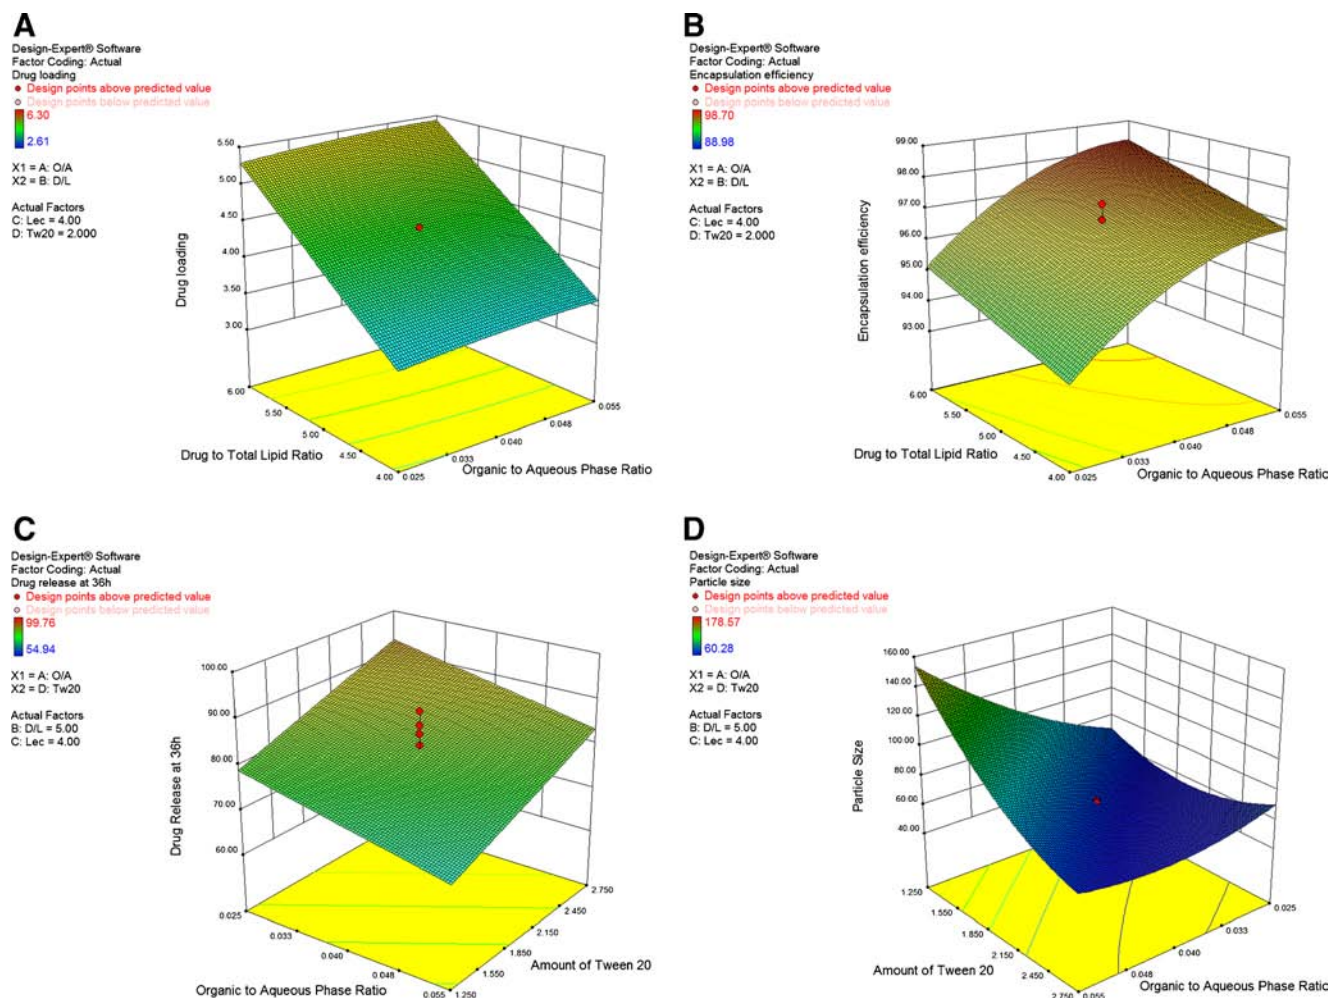 A
Design-Expert® Software
Factor Coding: Actual
Drug loading
Design points above predicted value
Design points below predicted value
6.30
2.61
X1 = A: O/A
X2 = B: D/L
Actual Factors
C: Lec = 4.00
D: Tw20 = 2.000
5.50
5.00
4.50
4.00
3.50
3.00
Drug loading
6.00
5.50
5.00
4.50
4.00
Drug to Total Lipid Ratio
0.025
0.033
0.040
0.048
0.055
Organic to Aqueous Phase Ratio
B
Design-Expert® Software
Factor Coding: Actual
Encapsulation efficiency
Design points above predicted value
Design points below predicted value
98.70
88.98
X1 = A: O/A
X2 = B: D/L
Actual Factors
C: Lec = 4.00
D: Tw20 = 2.000
99.00
98.00
97.00
96.00
95.00
94.00
93.00
Encapsulation efficiency
6.00
5.50
5.00
4.50
4.00
Drug to Total Lipid Ratio
0.025
0.033
0.040
0.048
0.055
Organic to Aqueous Phase Ratio
C
Design-Expert® Software
Factor Coding: Actual
Drug release at 36h
Design points above predicted value
Design points below predicted value
99.76
54.94
X1 = A: O/A
X2 = D: Tw20
Actual Factors
B: D/L = 5.00
C: Lec = 4.00
100.00
90.00
80.00
70.00
60.00
Drug Release at 36h
0.025
0.033
0.040
0.048
0.055
Organic to Aqueous Phase Ratio
1.250
1.550
1.850
2.150
2.450
2.750
Amount of Tween 20
D
Design-Expert® Software
Factor Coding: Actual
Particle size
Design points above predicted value
Design points below predicted value
178.57
60.28
X1 = A: O/A
X2 = D: Tw20
Actual Factors
B: D/L = 5.00
C: Lec = 4.00
160.00
140.00
120.00
100.00
80.00
60.00
40.00
Particle Size
1.250
1.550
1.850
2.150
2.450
2.750
Amount of Tween 20
0.055
0.048
0.040
0.033
0.025
Organic to Aqueous Phase Ratio